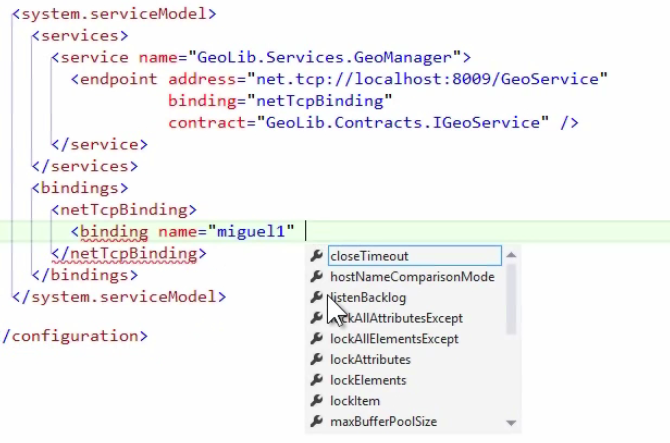 <system.serviceModel>
<services>
<service name="GeoLib.Services.GeoManager">
<endpoint address="net.tcp://localhost:8009/GeoService"
binding="netTcpBinding"
contract="GeoLib.Contracts.IGeoService" />
</service>
</services>
<bindings>
<netTcpBinding>
<binding name="miguel1"
</netTcpBinding>
</bindings>
</system.serviceModel>
/configuration>
closeTimeout
hostNameComparisonMode
listenBacklog
lockAllAttributesExcept
lockAllElementsExcept
lockAttributes
lockElements
lockItem
maxBufferPoolSize